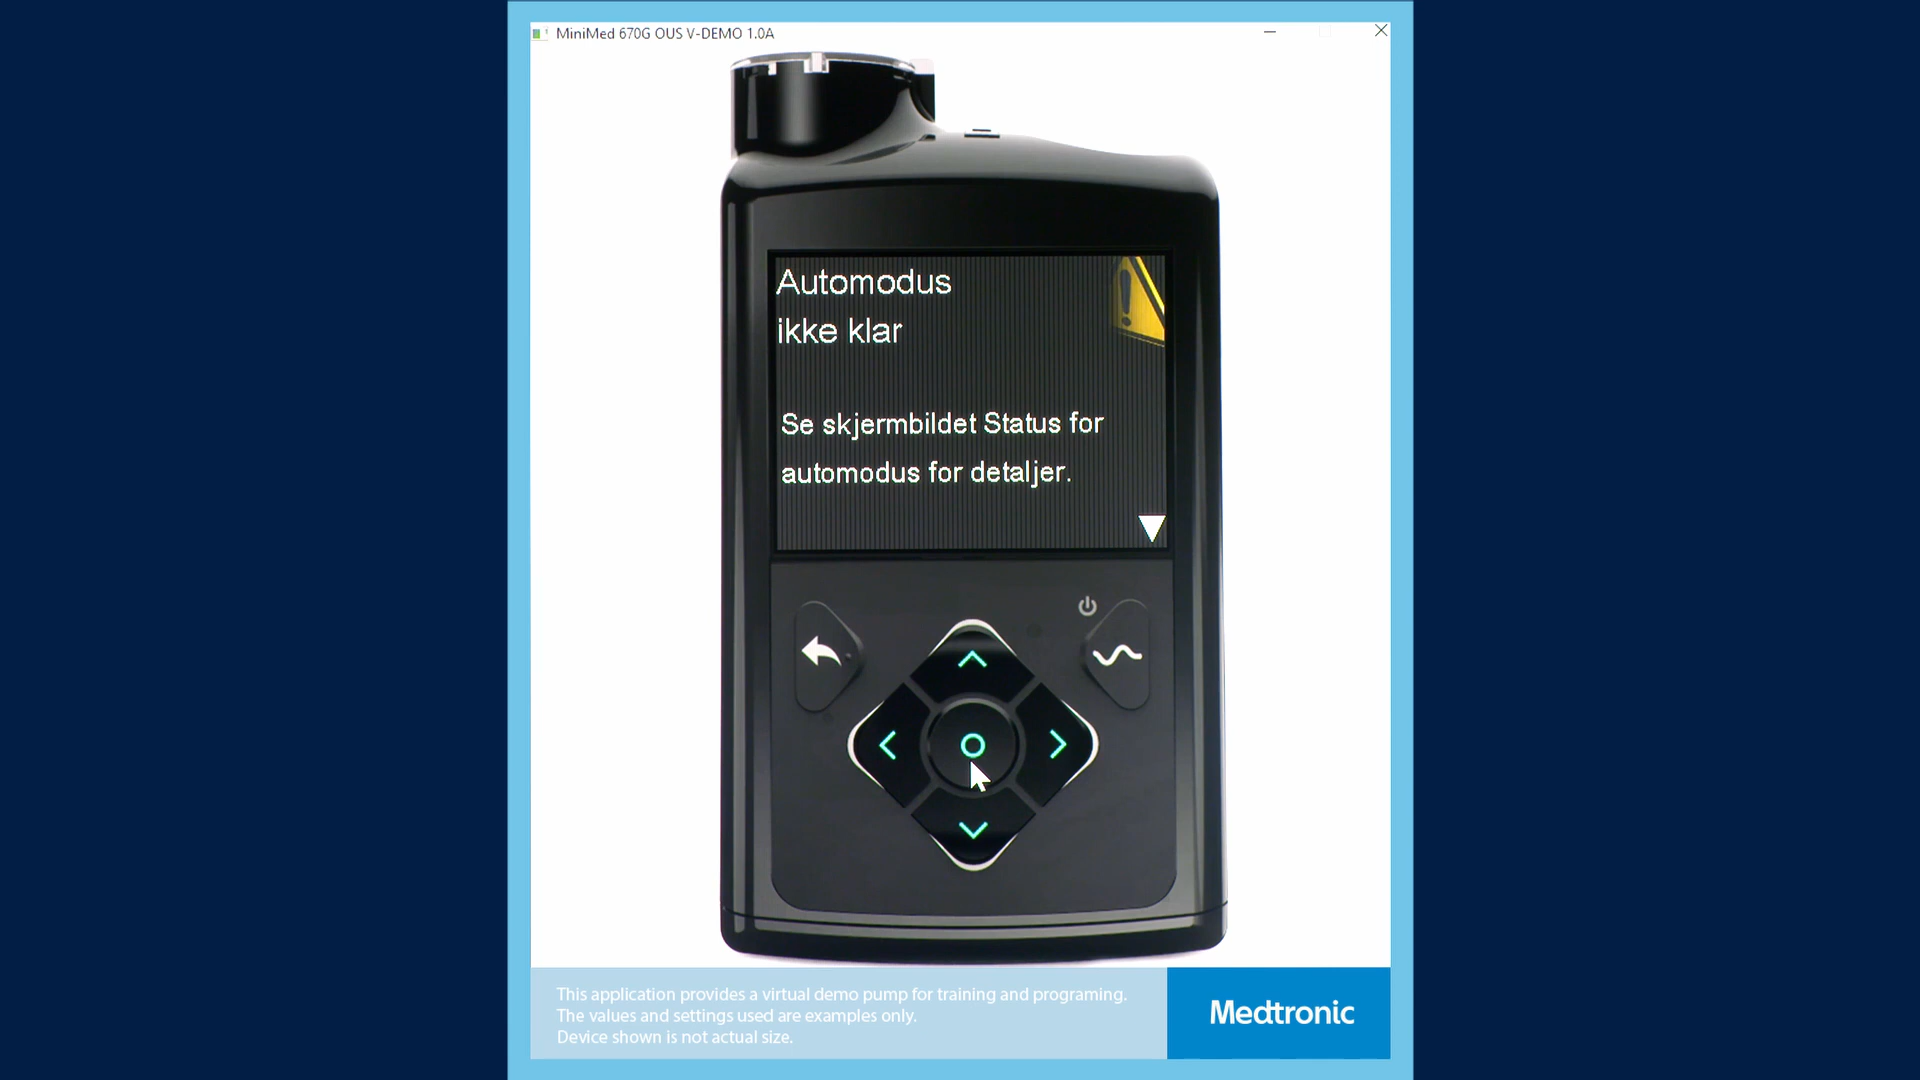 MiniMed 670G OUS V-DEMO 1.0A
Automodus
ikke klar
Se skjermbildet Status for
automodus for detaljer.
This application provides a virtual demo pump for training and programing.
The values and settings used are examples only.
Device shown is not actual size.
Medtronic